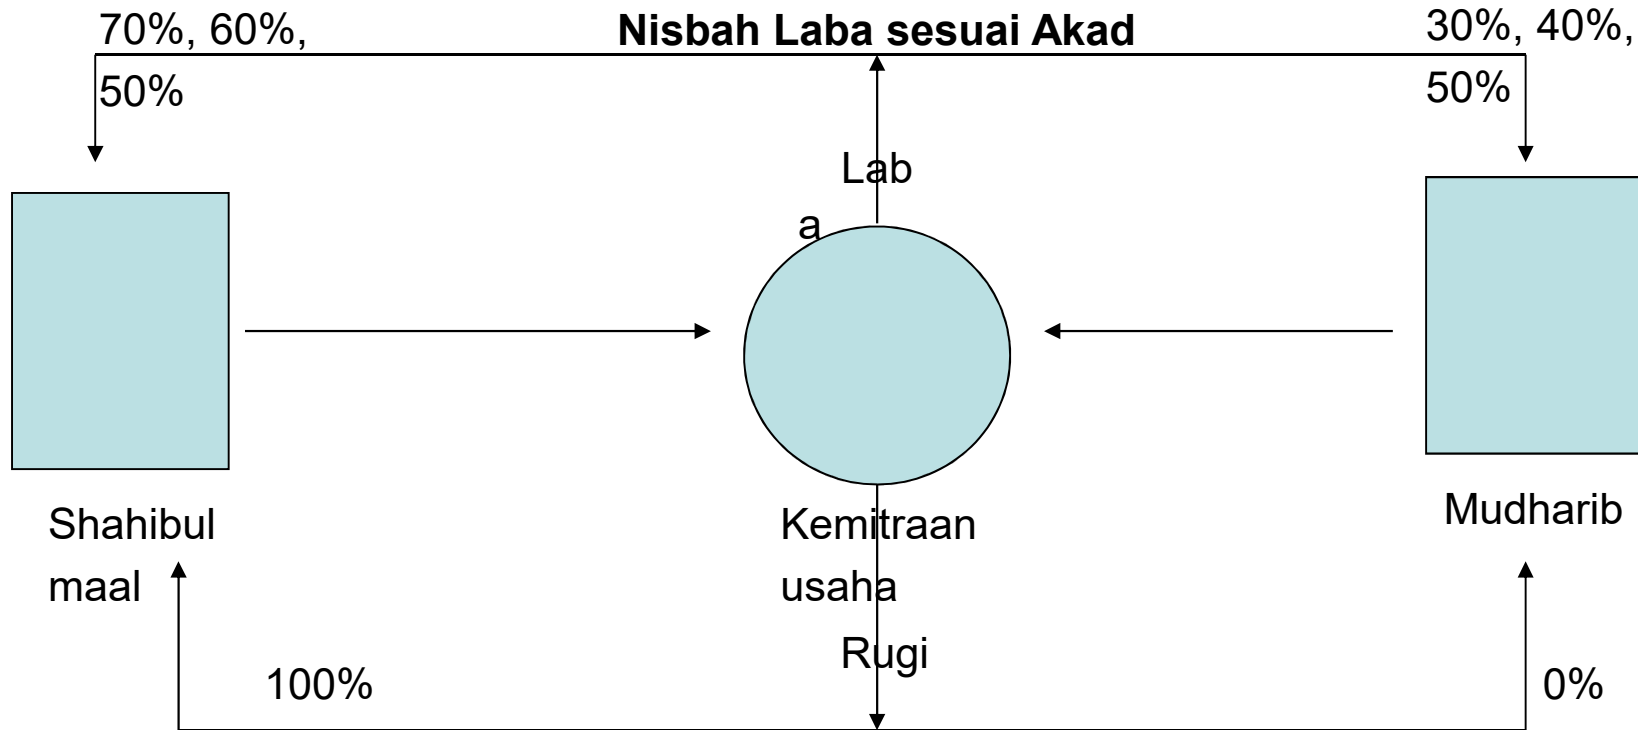 70%, 60%,
50%
Nisbah Laba sesuai Akad
30%, 40%,
50%
Lab
a
Shahibul
maal
Kemitraan
usaha
Mudharib
Rugi
100%
0%